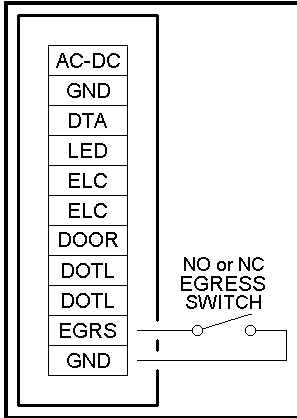 AC-DC
GND
DTA
LED
ELC
ELC
DOOR
DOTL
DOTL
EGRS
GND
NO or NC
EGRESS
SWITCH